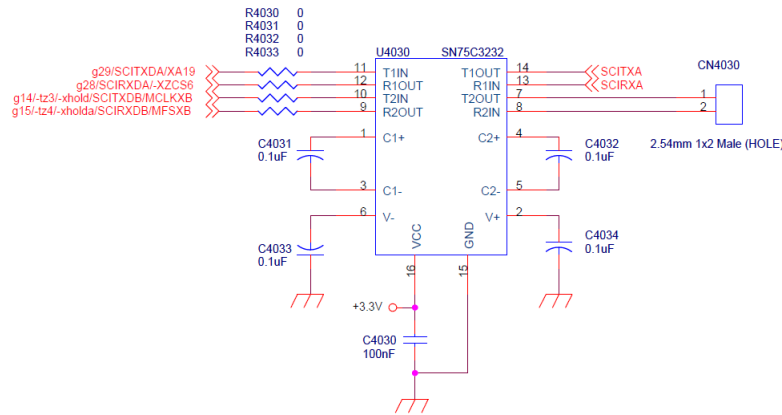 R4030 0
R4031 0
R4032 0
R4033 0
U4030 SN75C3232
CN4030
g29/SCITXDA/XA19 11 T1IN T1OUT 14 SCITXA
g28/SCIRXDA/-XZCS6 12 R1OUT R1IN 13 SCIRXA
g14/-tz3/-xhold/SCITXDB/MCLKXB 10 T2IN T2OUT 7 1
g15/-tz4/-xholda/SCIRXDB/MFSXB 9 R2OUT R2IN 8 2
2.54mm 1x2 Male (HOLE)
C4031
0.1uF
1 C1+ C2+ 4
C4032
0.1uF
3 C1- C2- 5
6 V- V+ 2
C4033
0.1uF
VCC GND
C4034
0.1uF
16 15
+3.3V
C4030
100nF